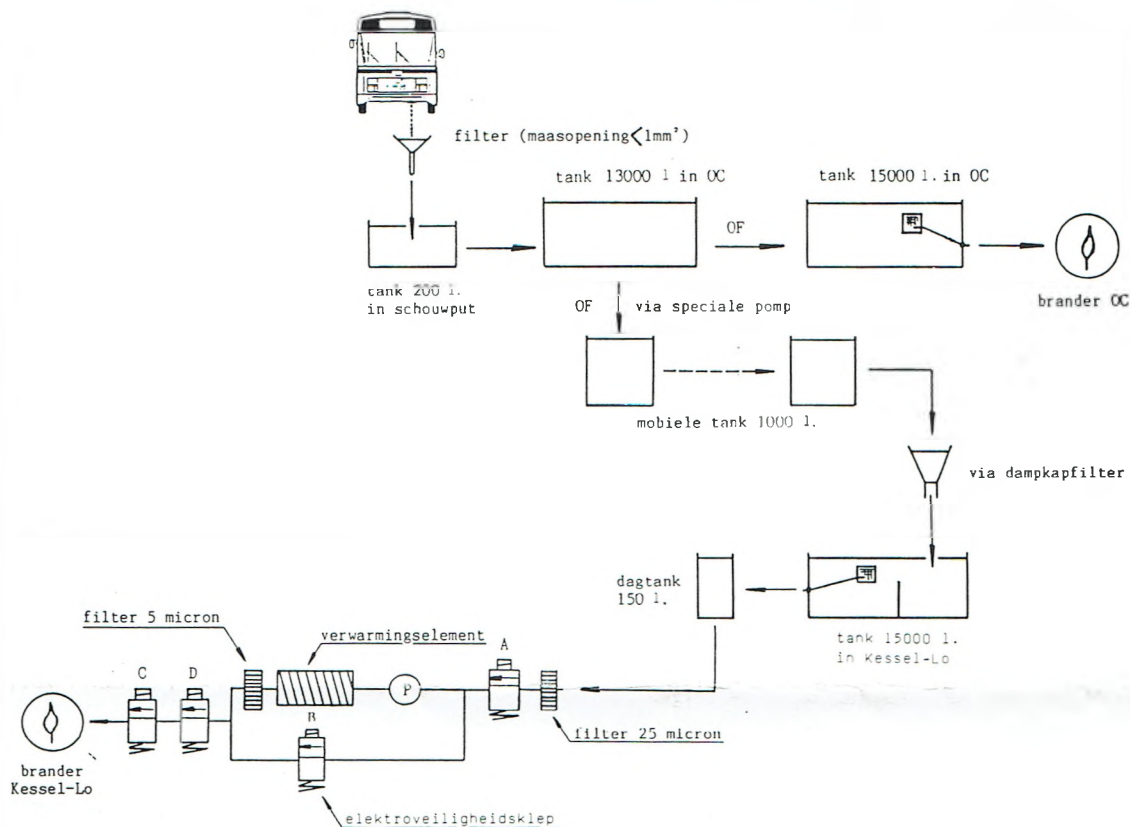 filter (maasopening<1mm²)
tank 13000 l in OC
tank 15000 l. in OC
OF
tank 200 l.
in schouwput
OF
via speciale pomp
brander OC
mobiele tank 1000 l.
via dampkapfilter
dagtank
150 l.
tank 15000 l.
in Kessel-Lo
filter 5 micron
verwarmingselement
A
C
D
P
B
filter 25 micron
brander
Kessel-Lo
elektroveiligheidsklep